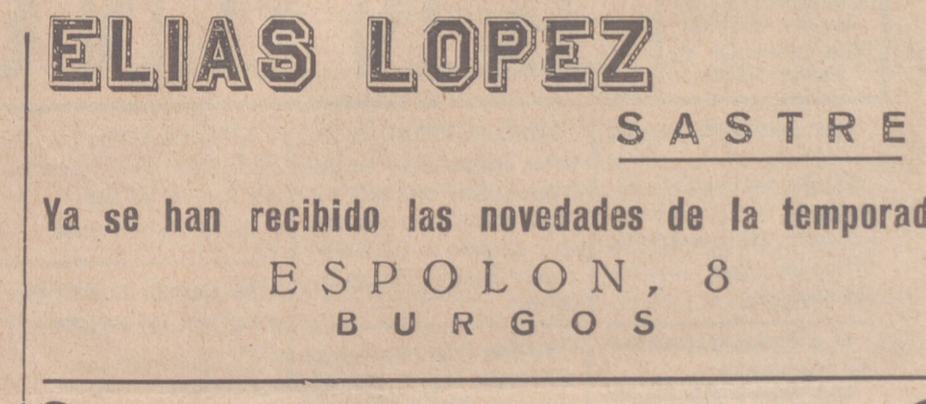 ELIAS LOPEZ
SASTRE
Ya se han recibido las novedades de la temporad
ESPOLON, 8
BURGOS